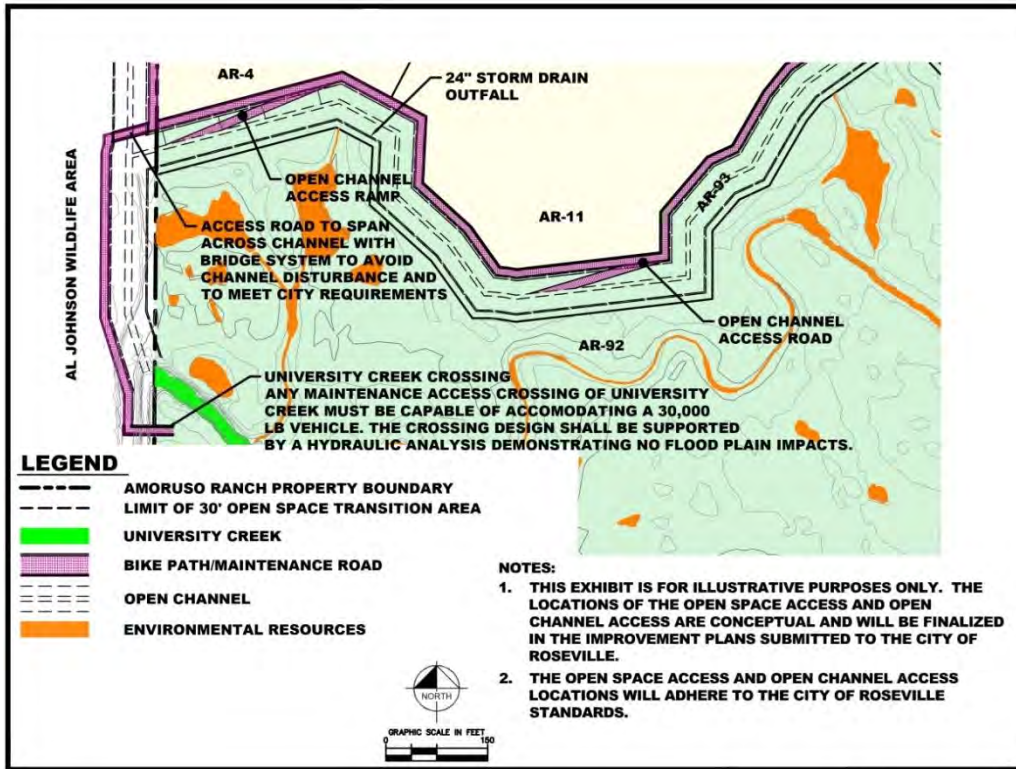 AR-4
24" STORM DRAIN
OUTFALL
AL JOHNSON WILDLIFE AREA
OPEN CHANNEL
ACCESS RAMP
AR-11
AR-93
ACCESS ROAD TO SPAN
ACROSS CHANNEL WITH
BRIDGE SYSTEM TO AVOID
CHANNEL DISTURBANCE AND
TO MEET CITY REQUIREMENTS
OPEN CHANNEL
ACCESS ROAD
AR-92
UNIVERSITY CREEK CROSSING
ANY MAINTENANCE ACCESS CROSSING OF UNIVERSITY
CREEK MUST BE CAPABLE OF ACCOMODATING A 30,000
LB VEHICLE. THE CROSSING DESIGN SHALL BE SUPPORTED
BY A HYDRAULIC ANALYSIS DEMONSTRATING NO FLOOD PLAIN IMPACTS.
LEGEND
AMORUSO RANCH PROPERTY BOUNDARY
LIMIT OF 30' OPEN SPACE TRANSITION AREA
UNIVERSITY CREEK
BIKE PATH/MAINTENANCE ROAD
OPEN CHANNEL
ENVIRONMENTAL RESOURCES
NOTES:
1. THIS EXHIBIT IS FOR ILLUSTRATIVE PURPOSES ONLY. THE
LOCATIONS OF THE OPEN SPACE ACCESS AND OPEN
CHANNEL ACCESS ARE CONCEPTUAL AND WILL BE FINALIZED
IN THE IMPROVEMENT PLANS SUBMITTED TO THE CITY OF
ROSEVILLE.
2. THE OPEN SPACE ACCESS AND OPEN CHANNEL ACCESS
LOCATIONS WILL ADHERE TO THE CITY OF ROSEVILLE
STANDARDS.
NORTH
GRAPHIC SCALE IN FEET
0 150